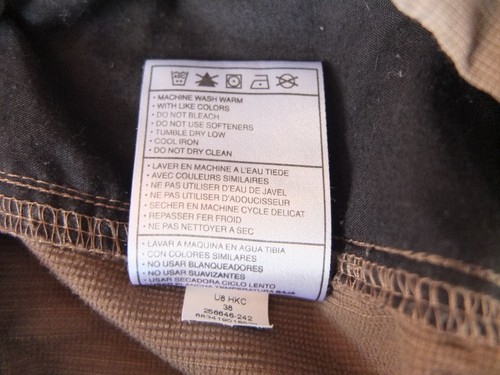 • MACHINE WASH WARM
• WITH LIKE COLORS
• DO NOT BLEACH
• DO NOT USE SOFTENERS
• TUMBLE DRY LOW
• COOL IRON
• DO NOT DRY CLEAN
• LAVER EN MACHINE A L'EAU TIEDE
• AVEC COULEURS SIMILAIRES
• NE PAS UTILISER D'EAU DE JAVEL
• NE PAS UTILISER D'ADOUCISSEUR
• SECHER EN MACHINE CYCLE DELICAT
• REPASSER FER FROID
• NE PAS NETTOYER A SEC
• LAVAR A MAQUINA EN AGUA TIBIA
• CON COLORES SIMILARES
• NO USAR BLANQUEADORES
• NO USAR SUAVIZANTES
• USAR SECADORA CICLO LENTO
PLANCHA TEMPERATURA BAJA
U8 HKC
38
256646-242